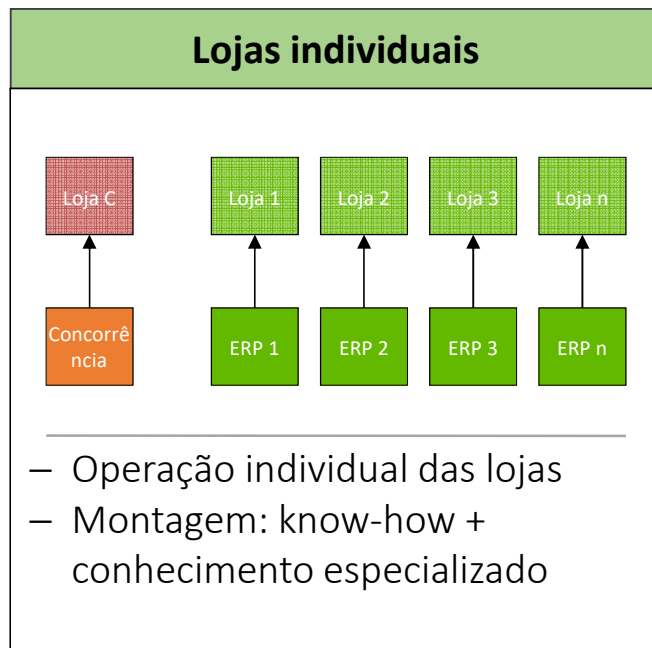 Lojas individuais
Loja C
Loja 1
Loja 2
Loja 3
Loja n
Concorrê
ncia
ERP 1
ERP 2
ERP 3
ERP n
– Operação individual das lojas
– Montagem: know-how +
conhecimento especializado